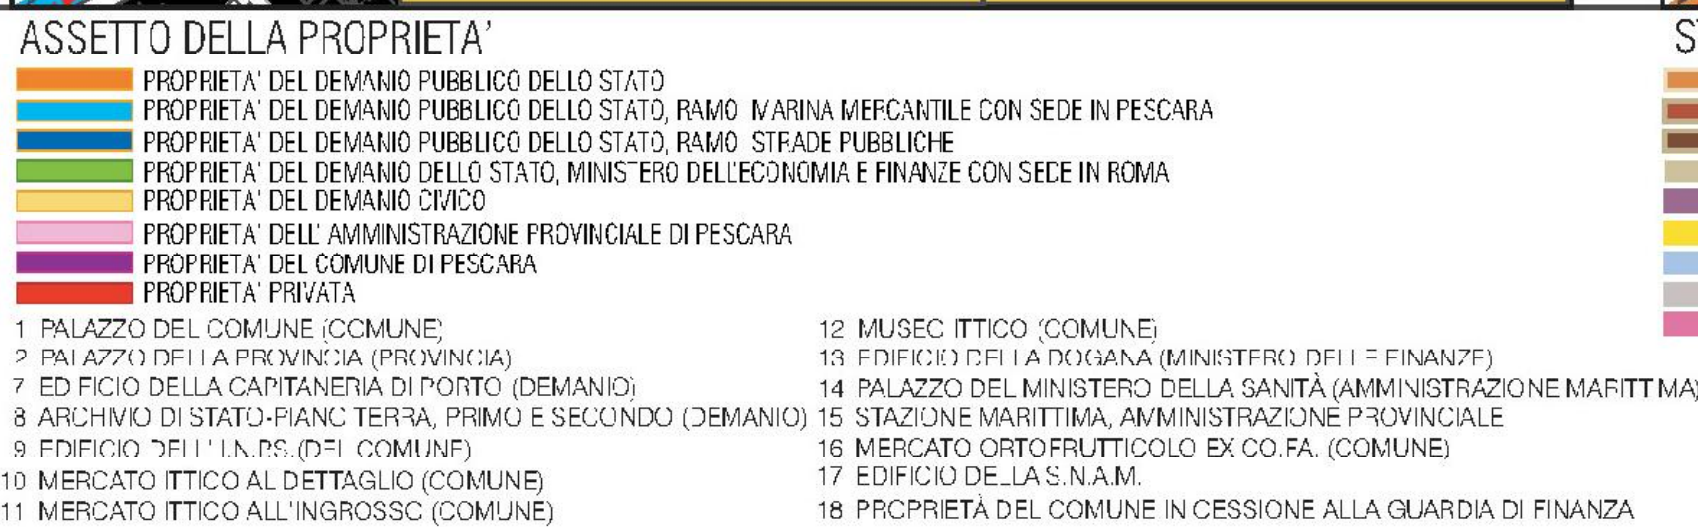 ASSETTO DELLA PROPRIETA'
PROPRIETA' DEL DEMANIO PUBBLICO DELLO STATO
PROPRIETA' DEL DEMANIO PUBBLICO DELLO STATO, RAMO MARINA MERCANTILE CON SEDE IN PESCARA
PROPRIETA' DEL DEMANIO PUBBLICO DELLO STATO, RAMO STRADE PUBBLICHE
PROPRIETA' DEL DEMANIO DELLO STATO, MINISTERO DELL'ECONOMIA E FINANZE CON SEDE IN ROMA
PROPRIETA' DEL DEMANIO CIVICO
PROPRIETA' DELL' AMMINISTRAZIONE PROVINCIALE DI PESCARA
PROPRIETA' DEL COMUNE DI PESCARA
PROPRIETA' PRIVATA
1 PALAZZO DEL COMUNE (COMUNE)
2 PALAZZO DELLA PROVINCIA (PROVINCIA)
7 EDIFICIO DELLA CAPITANERIA DI PORTO (DEMANIO)
8 ARCHIVIO DI STATO-PIANO TERRA, PRIMO E SECONDO (DEMANIO)
9 EDIFICIO DELL' I.N.P.S.(DEL COMUNE)
10 MERCATO ITTICO AL DETTAGLIO (COMUNE)
11 MERCATO ITTICO ALL'INGROSSO (COMUNE)
12 MUSEO ITTICO (COMUNE)
13 EDIFICIO DELLA DOGANA (MINISTERO DELLE FINANZE)
14 PALAZZO DEL MINISTERO DELLA SANITÀ (AMMINISTRAZIONE MARITTIMA)
15 STAZIONE MARITTIMA, AMMINISTRAZIONE PROVINCIALE
16 MERCATO ORTOFRUTTICOLO EX CO.FA. (COMUNE)
17 EDIFICIO DELLA S.N.A.M.
18 PROPRIETÀ DEL COMUNE IN CESSIONE ALLA GUARDIA DI FINANZA